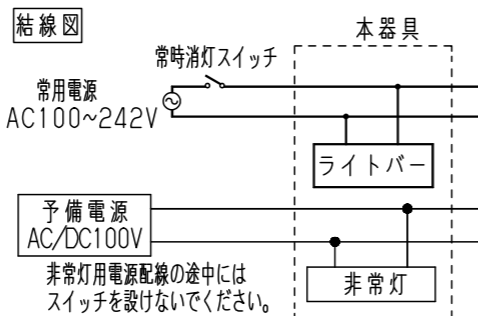 結線図
本器具
常時消灯スイッチ
常用電源
AC100~242V
ライトバー
予備電源
AC/DC100V
非常灯用電源配線の途中には
スイッチを設けないでください。
非常灯